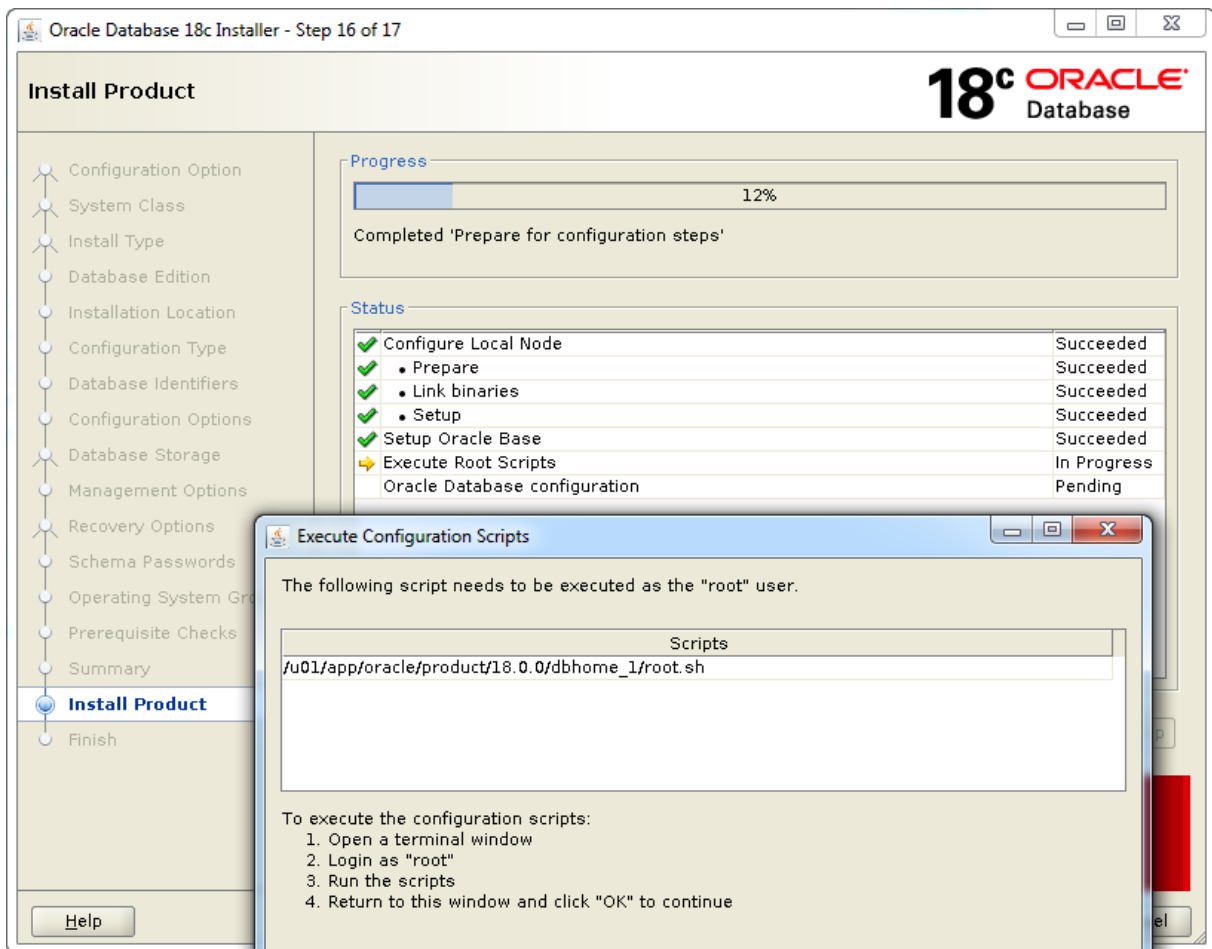 Oracle Database 18c Installer - Step 16 of 17
Install Product
18c ORACLE
Database
Configuration Option
System Class
Install Type
Database Edition
Installation Location
Configuration Type
Database Identifiers
Configuration Options
Database Storage
Management Options
Recovery Options
Schema Passwords
Operating System Gro
Prerequisite Checks
Summary
Install Product
Finish
Progress
12%
Completed 'Prepare for configuration steps'
Status
Configure Local Node Succeeded
• Prepare Succeeded
• Link binaries Succeeded
• Setup Succeeded
Setup Oracle Base Succeeded
Execute Root Scripts In Progress
Oracle Database configuration Pending
Execute Configuration Scripts
The following script needs to be executed as the "root" user.
Scripts
/u01/app/oracle/product/18.0.0/dbhome_1/root.sh
To execute the configuration scripts:
1. Open a terminal window
2. Login as "root"
3. Run the scripts
4. Return to this window and click "OK" to continue
Help
p
el